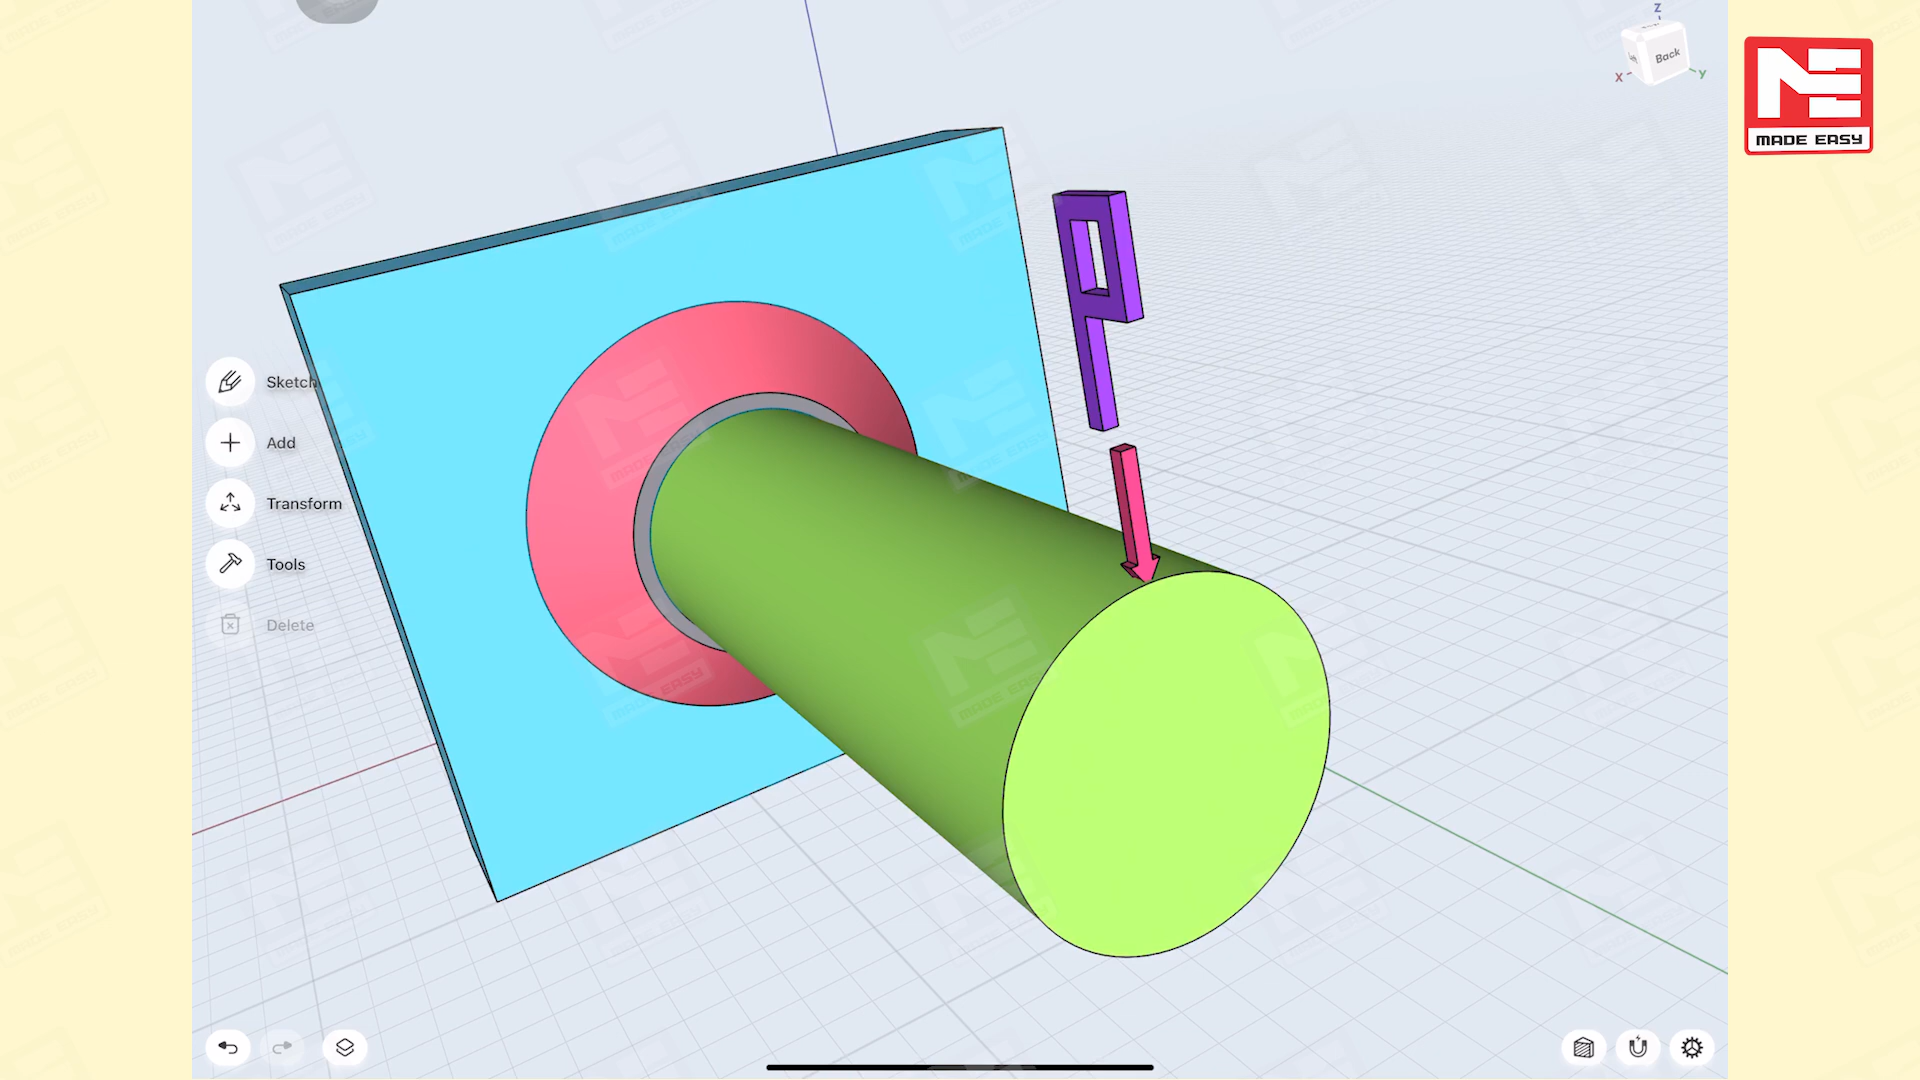 Z
Back
X
Y
MADE EASY
P
Sketch
Add
Transform
Tools
Delete